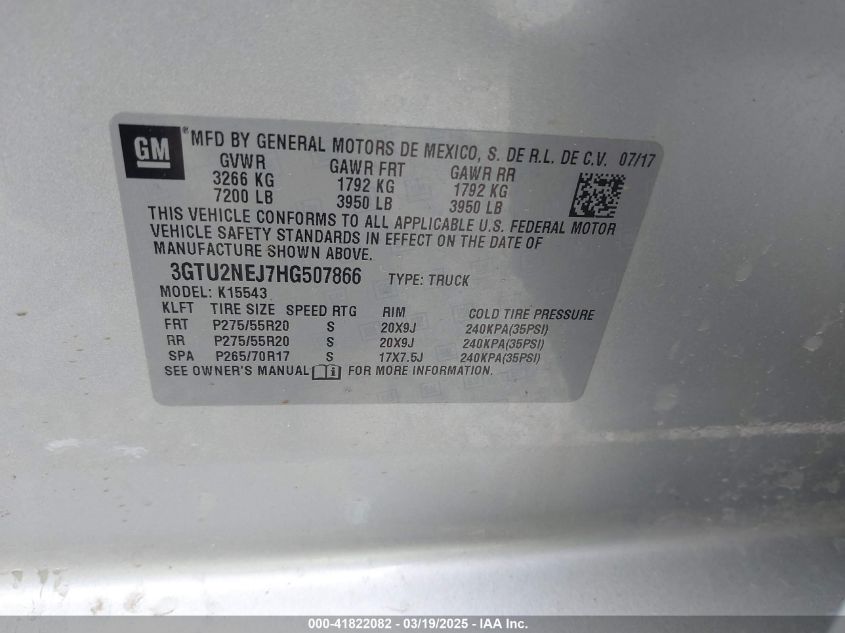 GM
® MFD BY GENERAL MOTORS DE MEXICO, S. DE R.L. DE C.V. 07/17
GVWR GAWR FRT GAWR RR
3266 KG 1792 KG 1792 KG
7200 LB 3950 LB 3950 LB
THIS VEHICLE CONFORMS TO ALL APPLICABLE U.S. FEDERAL MOTOR
VEHICLE SAFETY STANDARDS IN EFFECT ON THE DATE OF
MANUFACTURE SHOWN ABOVE.
3GTU2NEJ7HG507866 TYPE: TRUCK
MODEL: K15543
KLFT TIRE SIZE SPEED RTG RIM COLD TIRE PRESSURE
FRT P275/55R20 S 20X9J 240KPA(35PSI)
RR P275/55R20 S 20X9J 240KPA(35PSI)
SPA P265/70R17 S 17X7.5J 240KPA(35PSI)
SEE OWNER'S MANUAL FOR MORE INFORMATION.
000-41822082 - 03/19/2025 - IAA Inc.